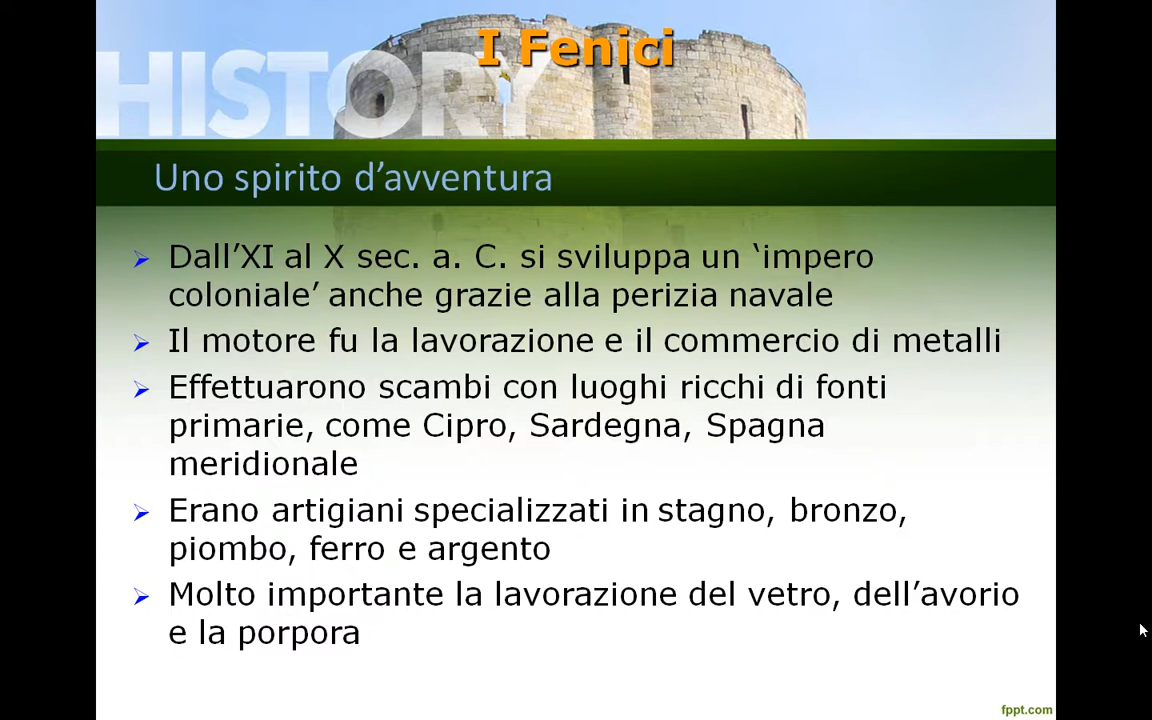 HISTORY
I Fenici
Uno spirito d’avventura
Dall’XI al X sec. a. C. si sviluppa un ‘impero
coloniale’ anche grazie alla perizia navale
Il motore fu la lavorazione e il commercio di metalli
Effettuarono scambi con luoghi ricchi di fonti
primarie, come Cipro, Sardegna, Spagna
meridionale
Erano artigiani specializzati in stagno, bronzo,
piombo, ferro e argento
Molto importante la lavorazione del vetro, dell’avorio
e la porpora
fppt.com